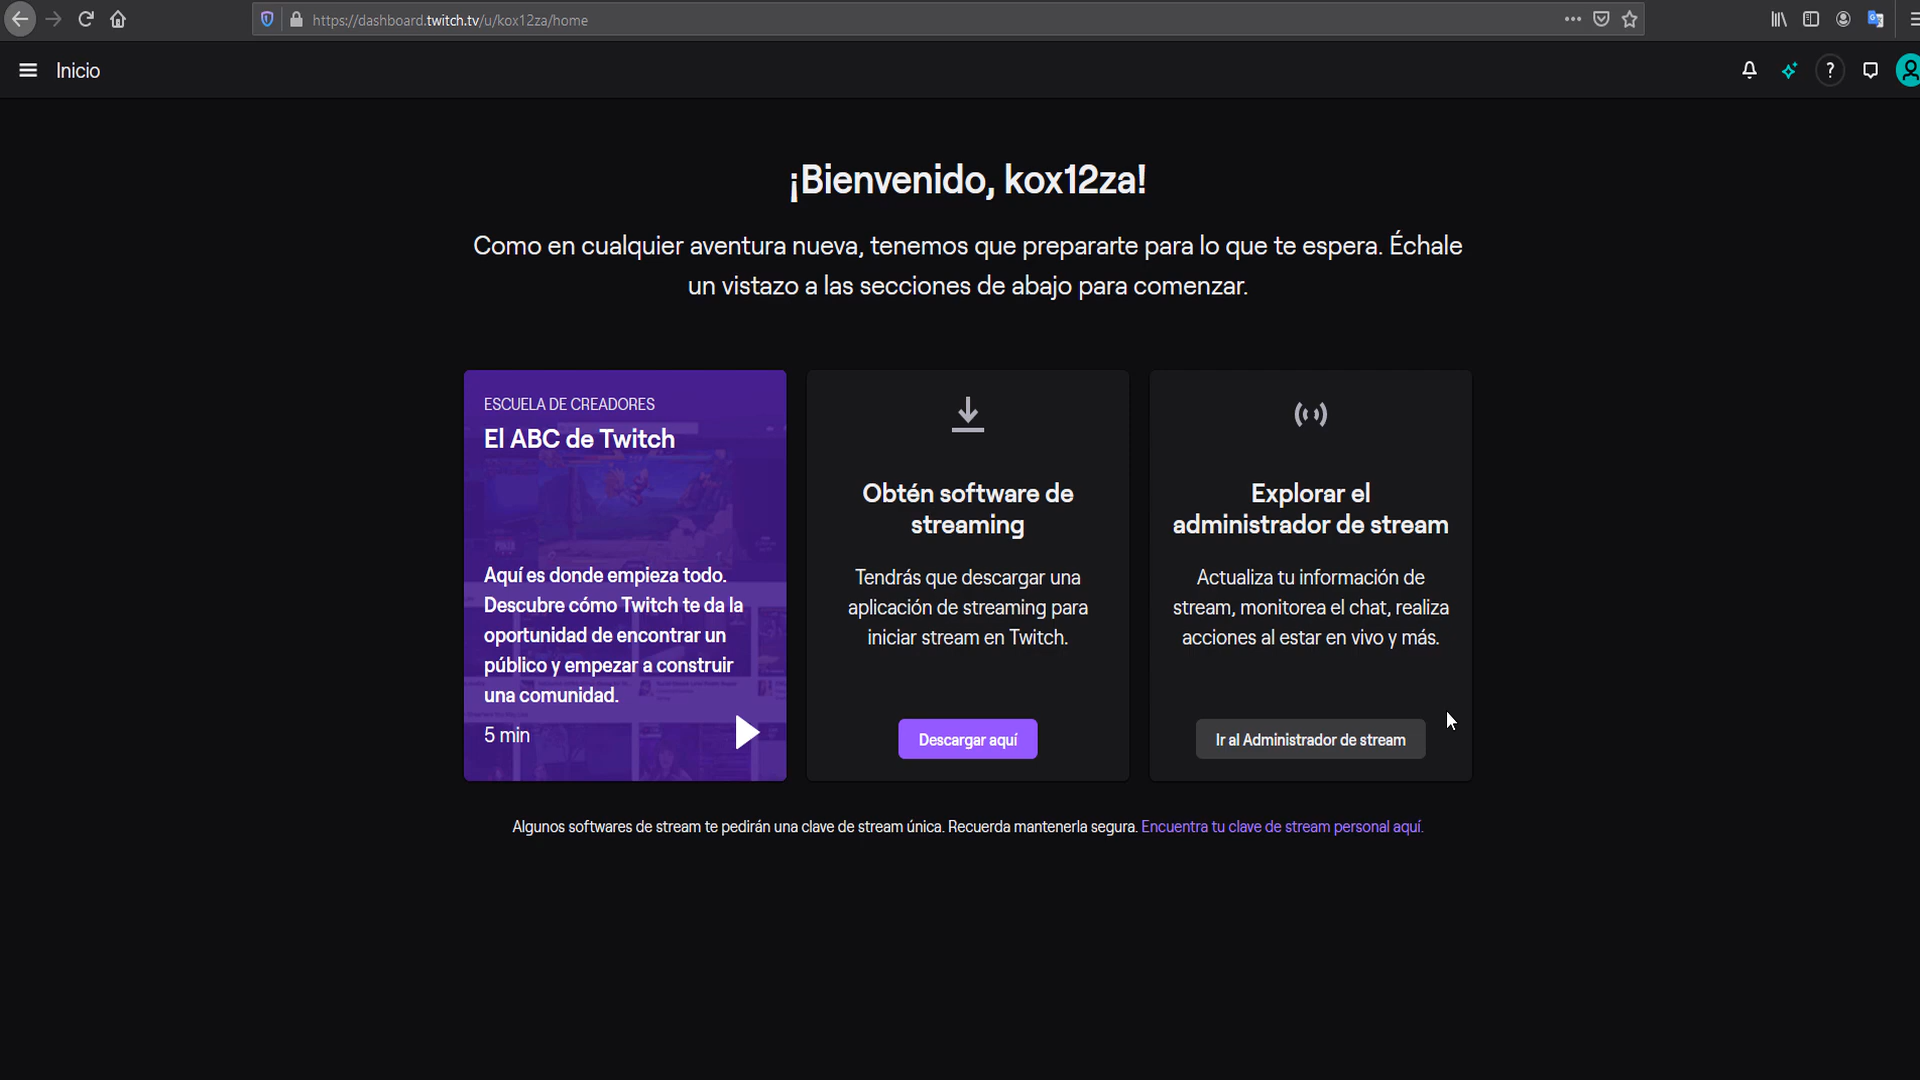 https://dashboard.twitch.tv/u/kox12za/home
Inicio
¡Bienvenido, kox12za!
Como en cualquier aventura nueva, tenemos que prepararte para lo que te espera. Échale
un vistazo a las secciones de abajo para comenzar.
ESCUELA DE CREADORES
El ABC de Twitch
Aquí es donde empieza todo.
Descubre cómo Twitch te da la
oportunidad de encontrar un
público y empezar a construir
una comunidad.
5 min
Obtén software de
streaming
Tendrás que descargar una
aplicación de streaming para
iniciar stream en Twitch.
Descargar aquí
Explorar el
administrador de stream
Actualiza tu información de
stream, monitorea el chat, realiza
acciones al estar en vivo y más.
Ir al Administrador de stream
Algunos softwares de stream te pedirán una clave de stream única. Recuerda mantenerla segura. Encuentra tu clave de stream personal aquí.